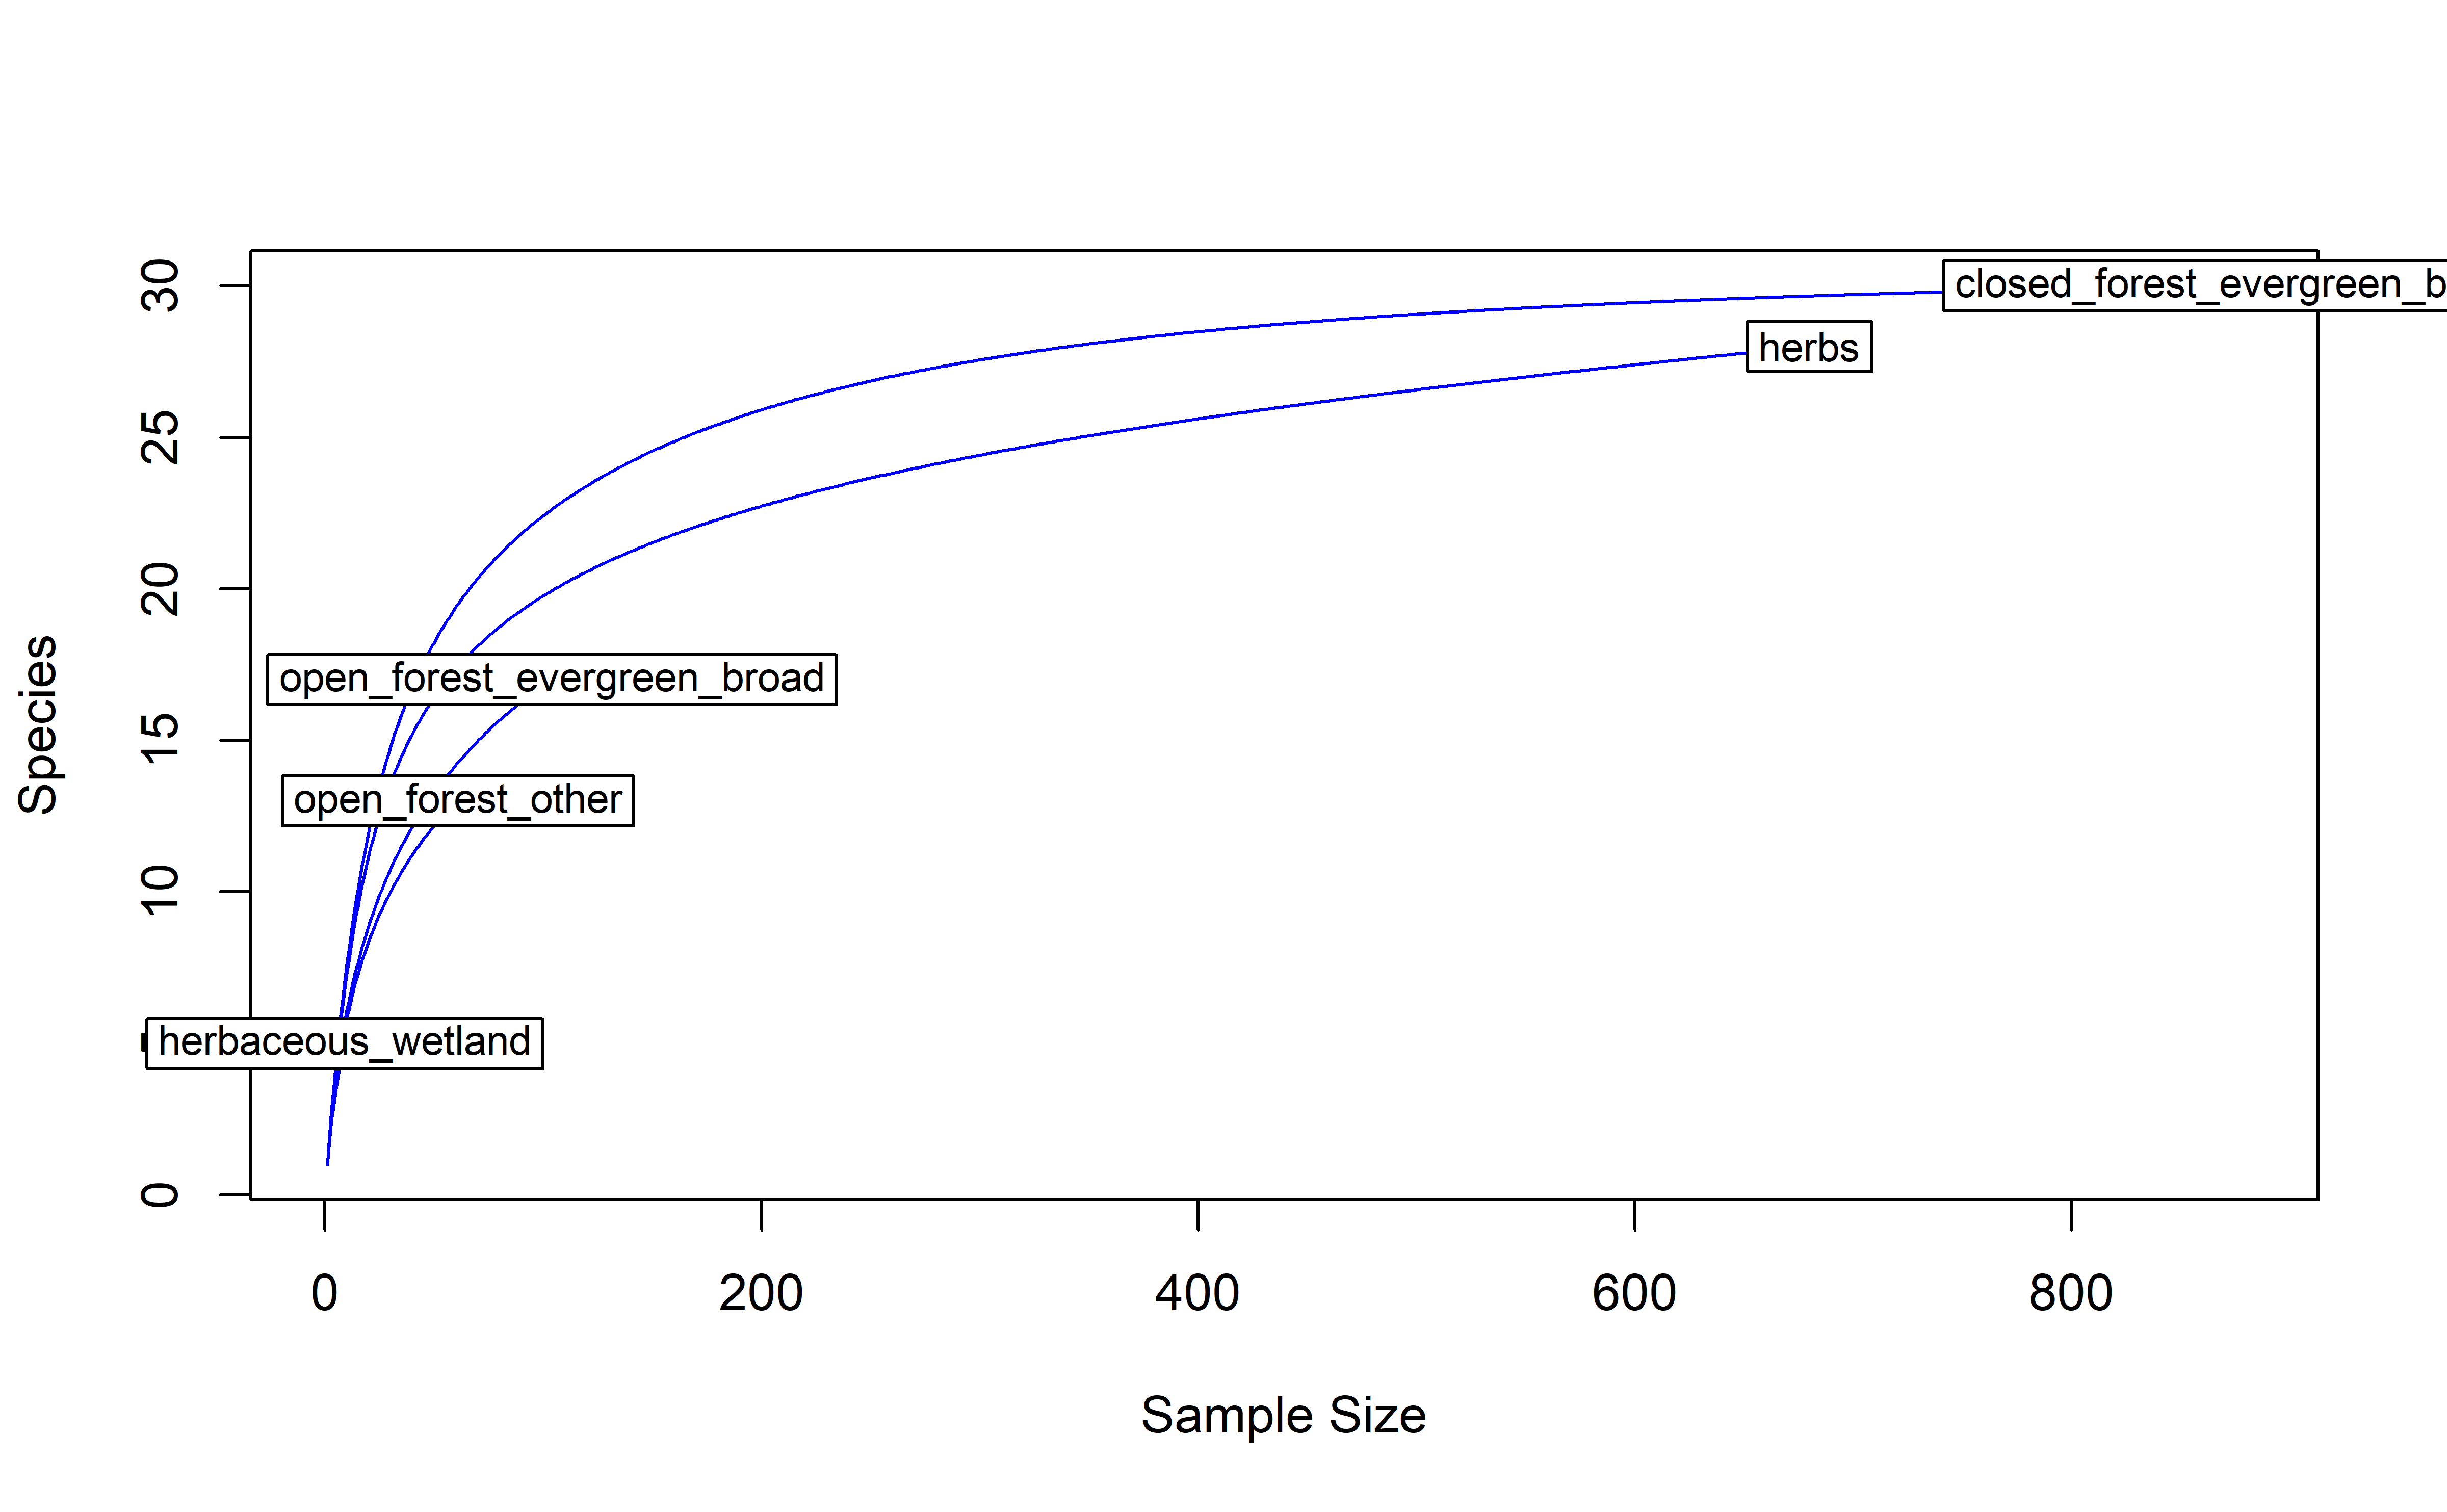 30
25
20
15
10
0
Species
closed_forest_evergreen_b
herbs
open_forest_evergreen_broad
open_forest_other
herbaceous_wetland
0 200 400 600 800
Sample Size